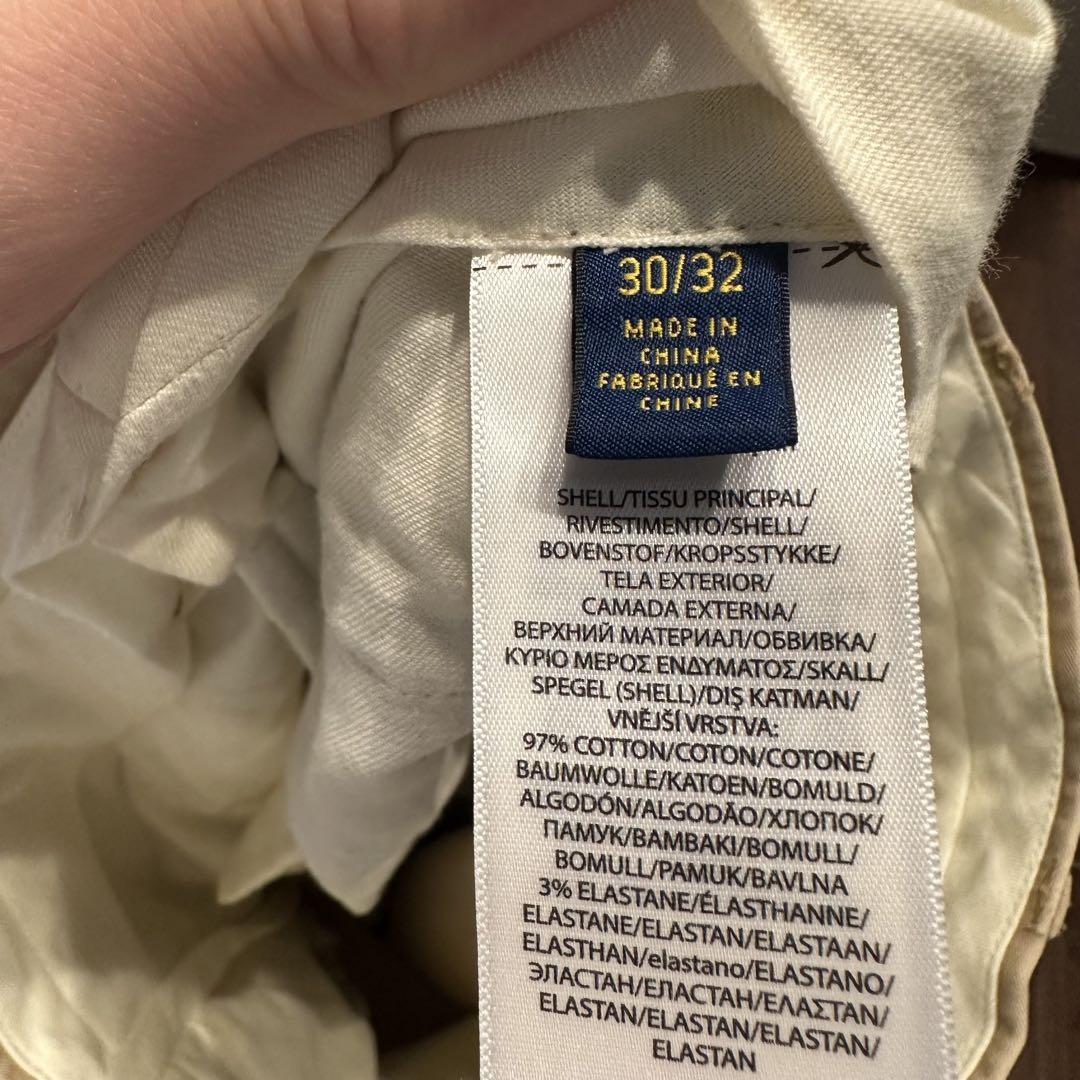 30/32
MADE IN
CHINA
FABRIQUÉ EN
CHINE
SHELL/TISSU PRINCIPAL/
RIVESTIMENTO/SHELL/
BOVENSTOF/KROPSSTYKKE/
TELA EXTERIOR/
CAMADA EXTERNA/
ВЕРХНИЙ МАТЕРИАЛ/ОБВИВКА/
ΚΥΡΙΟ ΜΕΡΟΣ ΕΝΔΥΜΑΤΟΣ/SKALL/
SPEGEL (SHELL)/DIŞ KATMAN/
VNĚJŠÍ VRSTVA:
97% COTTON/COTON/COTONE/
BAUMWOLLE/KATOEN/BOMULD/
ALGODÓN/ALGODÃO/ХЛОПОК/
ПАМУК/ΒΑΜΒΑΚΙ/BOMULL/
BOMULL/PAMUK/BAVLNA
3% ELASTANE/ÉLASTHANNE/
ELASTANE/ELASTAN/ELASTAAN/
ELASTHAN/elastano/ELASTANO/
ЭЛАСТАН/ЕЛАСТАН/ΕΛΑΣΤΑΝ/
ELASTAN/ELASTAN/ELASTAN/
ELASTAN